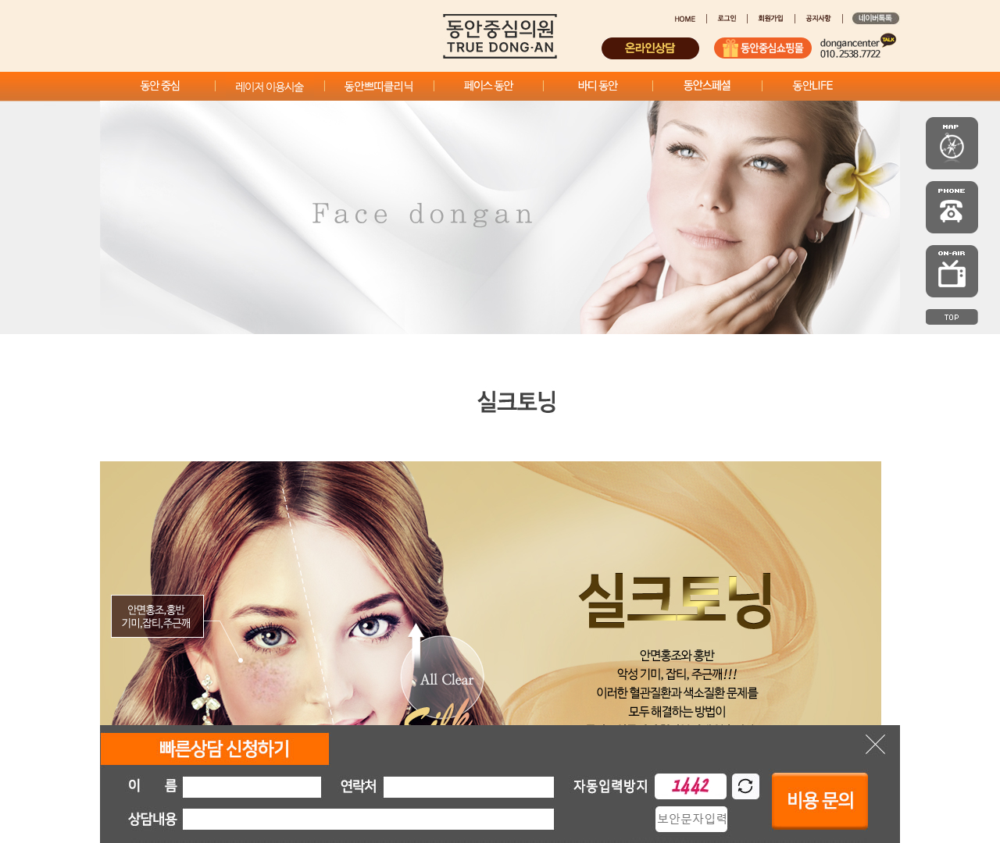 동안중심의원
TRUE DONG·AN
HOME
로그인
회원가입
공지사항
네이버톡톡
온라인상담
동안중심쇼핑몰
dongancenter
TALK
010.2538.7722
동안 중심
레이저 이용시술
동안쁘띠클리닉
페이스 동안
바디 동안
동안스페셜
동안LIFE
Face dongan
MAP
PHONE
ON-AIR
TOP
실크토닝
안면홍조,홍반
기미,잡티,주근깨
All Clear
Silk
실크토닝
안면홍조와 홍반
악성 기미, 잡티, 주근깨!!!
이러한 혈관질환과 색소질환 문제를
모두 해결하는 방법이
빠른상담 신청하기
이 름
연락처
자동입력방지
1442
비용 문의
상담내용
보안문자입력